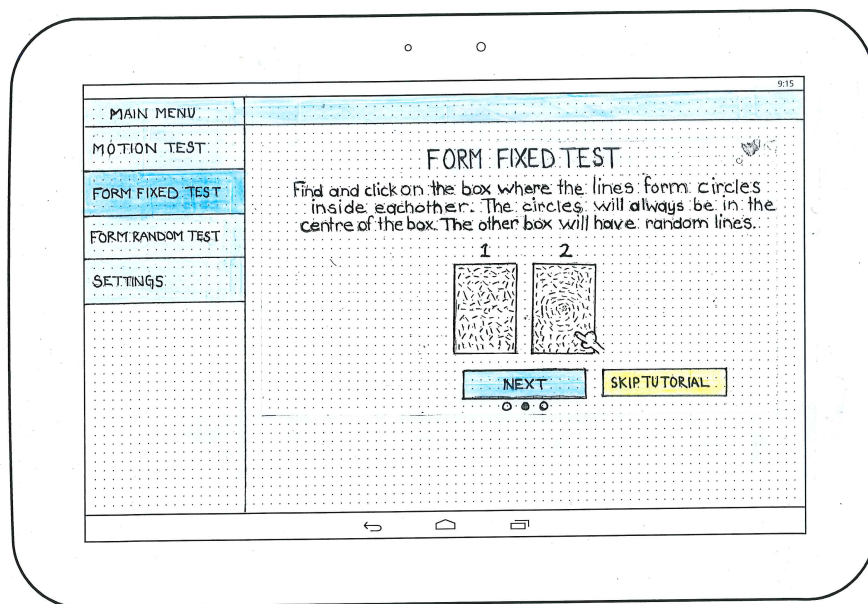 9:15
MAIN MENU
MOTION TEST
FORM FIXED TEST
FORM RANDOM TEST
SETTINGS
FORM FIXED TEST
Find and click on the box where the lines form circles
inside eachother. The circles will always be in the
centre of the box. The other box will have random lines.
1 2
NEXT
SKIP TUTORIAL